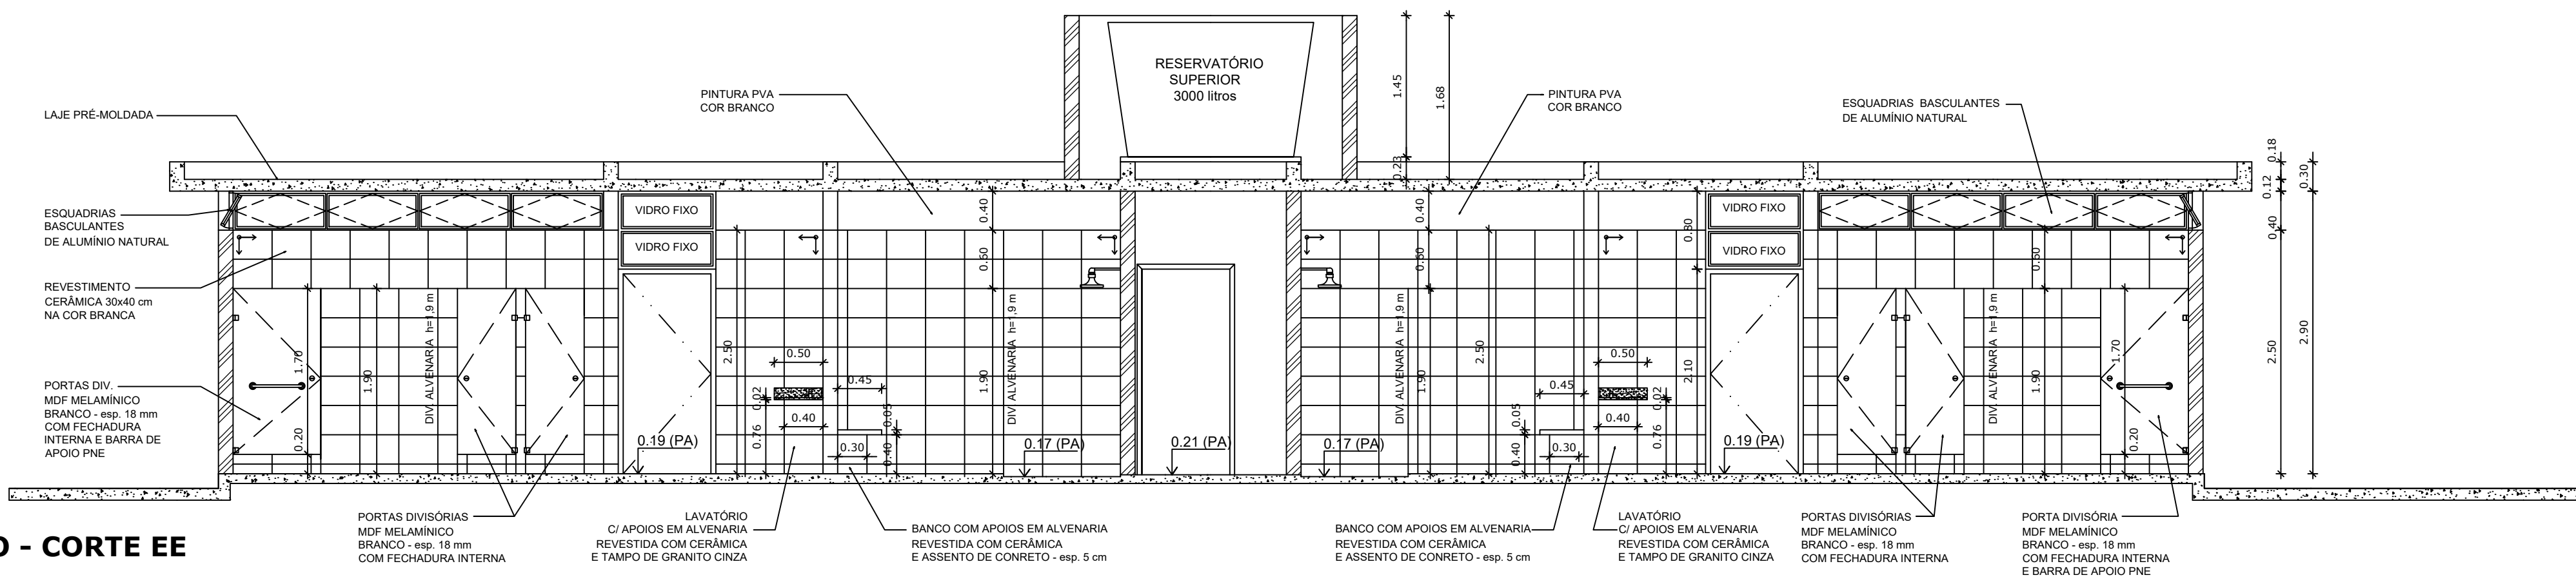 RESERVATÓRIO
SUPERIOR
3000 litros
1.45
1.68
0.23
LAJE PRÉ-MOLDADA
PINTURA PVA
COR BRANCO
PINTURA PVA
COR BRANCO
ESQUADRIAS BASCULANTES
DE ALUMÍNIO NATURAL
0.18
0.12
0.30
0.40
2.50
2.90
ESQUADRIAS
BASCULANTES
DE ALUMÍNIO NATURAL
REVESTIMENTO
CERÂMICA 30x40 cm
NA COR BRANCA
PORTAS DIV.
MDF MELAMÍNICO
BRANCO - esp. 18 mm
COM FECHADURA
INTERNA E BARRA DE
APOIO PNE
1.70
0.20
1.90
DIV. ALVENARIA h=1,9 m
VIDRO FIXO
VIDRO FIXO
0.19 (PA)
2.50
0.50
0.02
0.40
0.76
0.45
0.05
0.30
0.40
0.40
0.60
1.90
DIV. ALVENARIA h=1,9 m
0.17 (PA)
0.21 (PA)
0.17 (PA)
DIV. ALVENARIA h=1,9 m
0.40
0.60
1.90
2.50
0.45
0.05
0.30
0.40
0.50
0.02
0.40
0.76
0.80
2.10
VIDRO FIXO
VIDRO FIXO
0.19 (PA)
DIV. ALVENARIA h=1,9 m
0.60
1.90
1.70
0.20
O - CORTE EE
PORTAS DIVISÓRIAS
MDF MELAMÍNICO
BRANCO - esp. 18 mm
COM FECHADURA INTERNA
LAVATÓRIO
C/ APOIOS EM ALVENARIA
REVESTIDA COM CERÂMICA
E TAMPO DE GRANITO CINZA
BANCO COM APOIOS EM ALVENARIA
REVESTIDA COM CERÂMICA
E ASSENTO DE CONRETO - esp. 5 cm
BANCO COM APOIOS EM ALVENARIA
REVESTIDA COM CERÂMICA
E ASSENTO DE CONRETO - esp. 5 cm
LAVATÓRIO
C/ APOIOS EM ALVENARIA
REVESTIDA COM CERÂMICA
E TAMPO DE GRANITO CINZA
PORTAS DIVISÓRIAS
MDF MELAMÍNICO
BRANCO - esp. 18 mm
COM FECHADURA INTERNA
PORTA DIVISÓRIA
MDF MELAMÍNICO
BRANCO - esp. 18 mm
COM FECHADURA INTERNA
E BARRA DE APOIO PNE